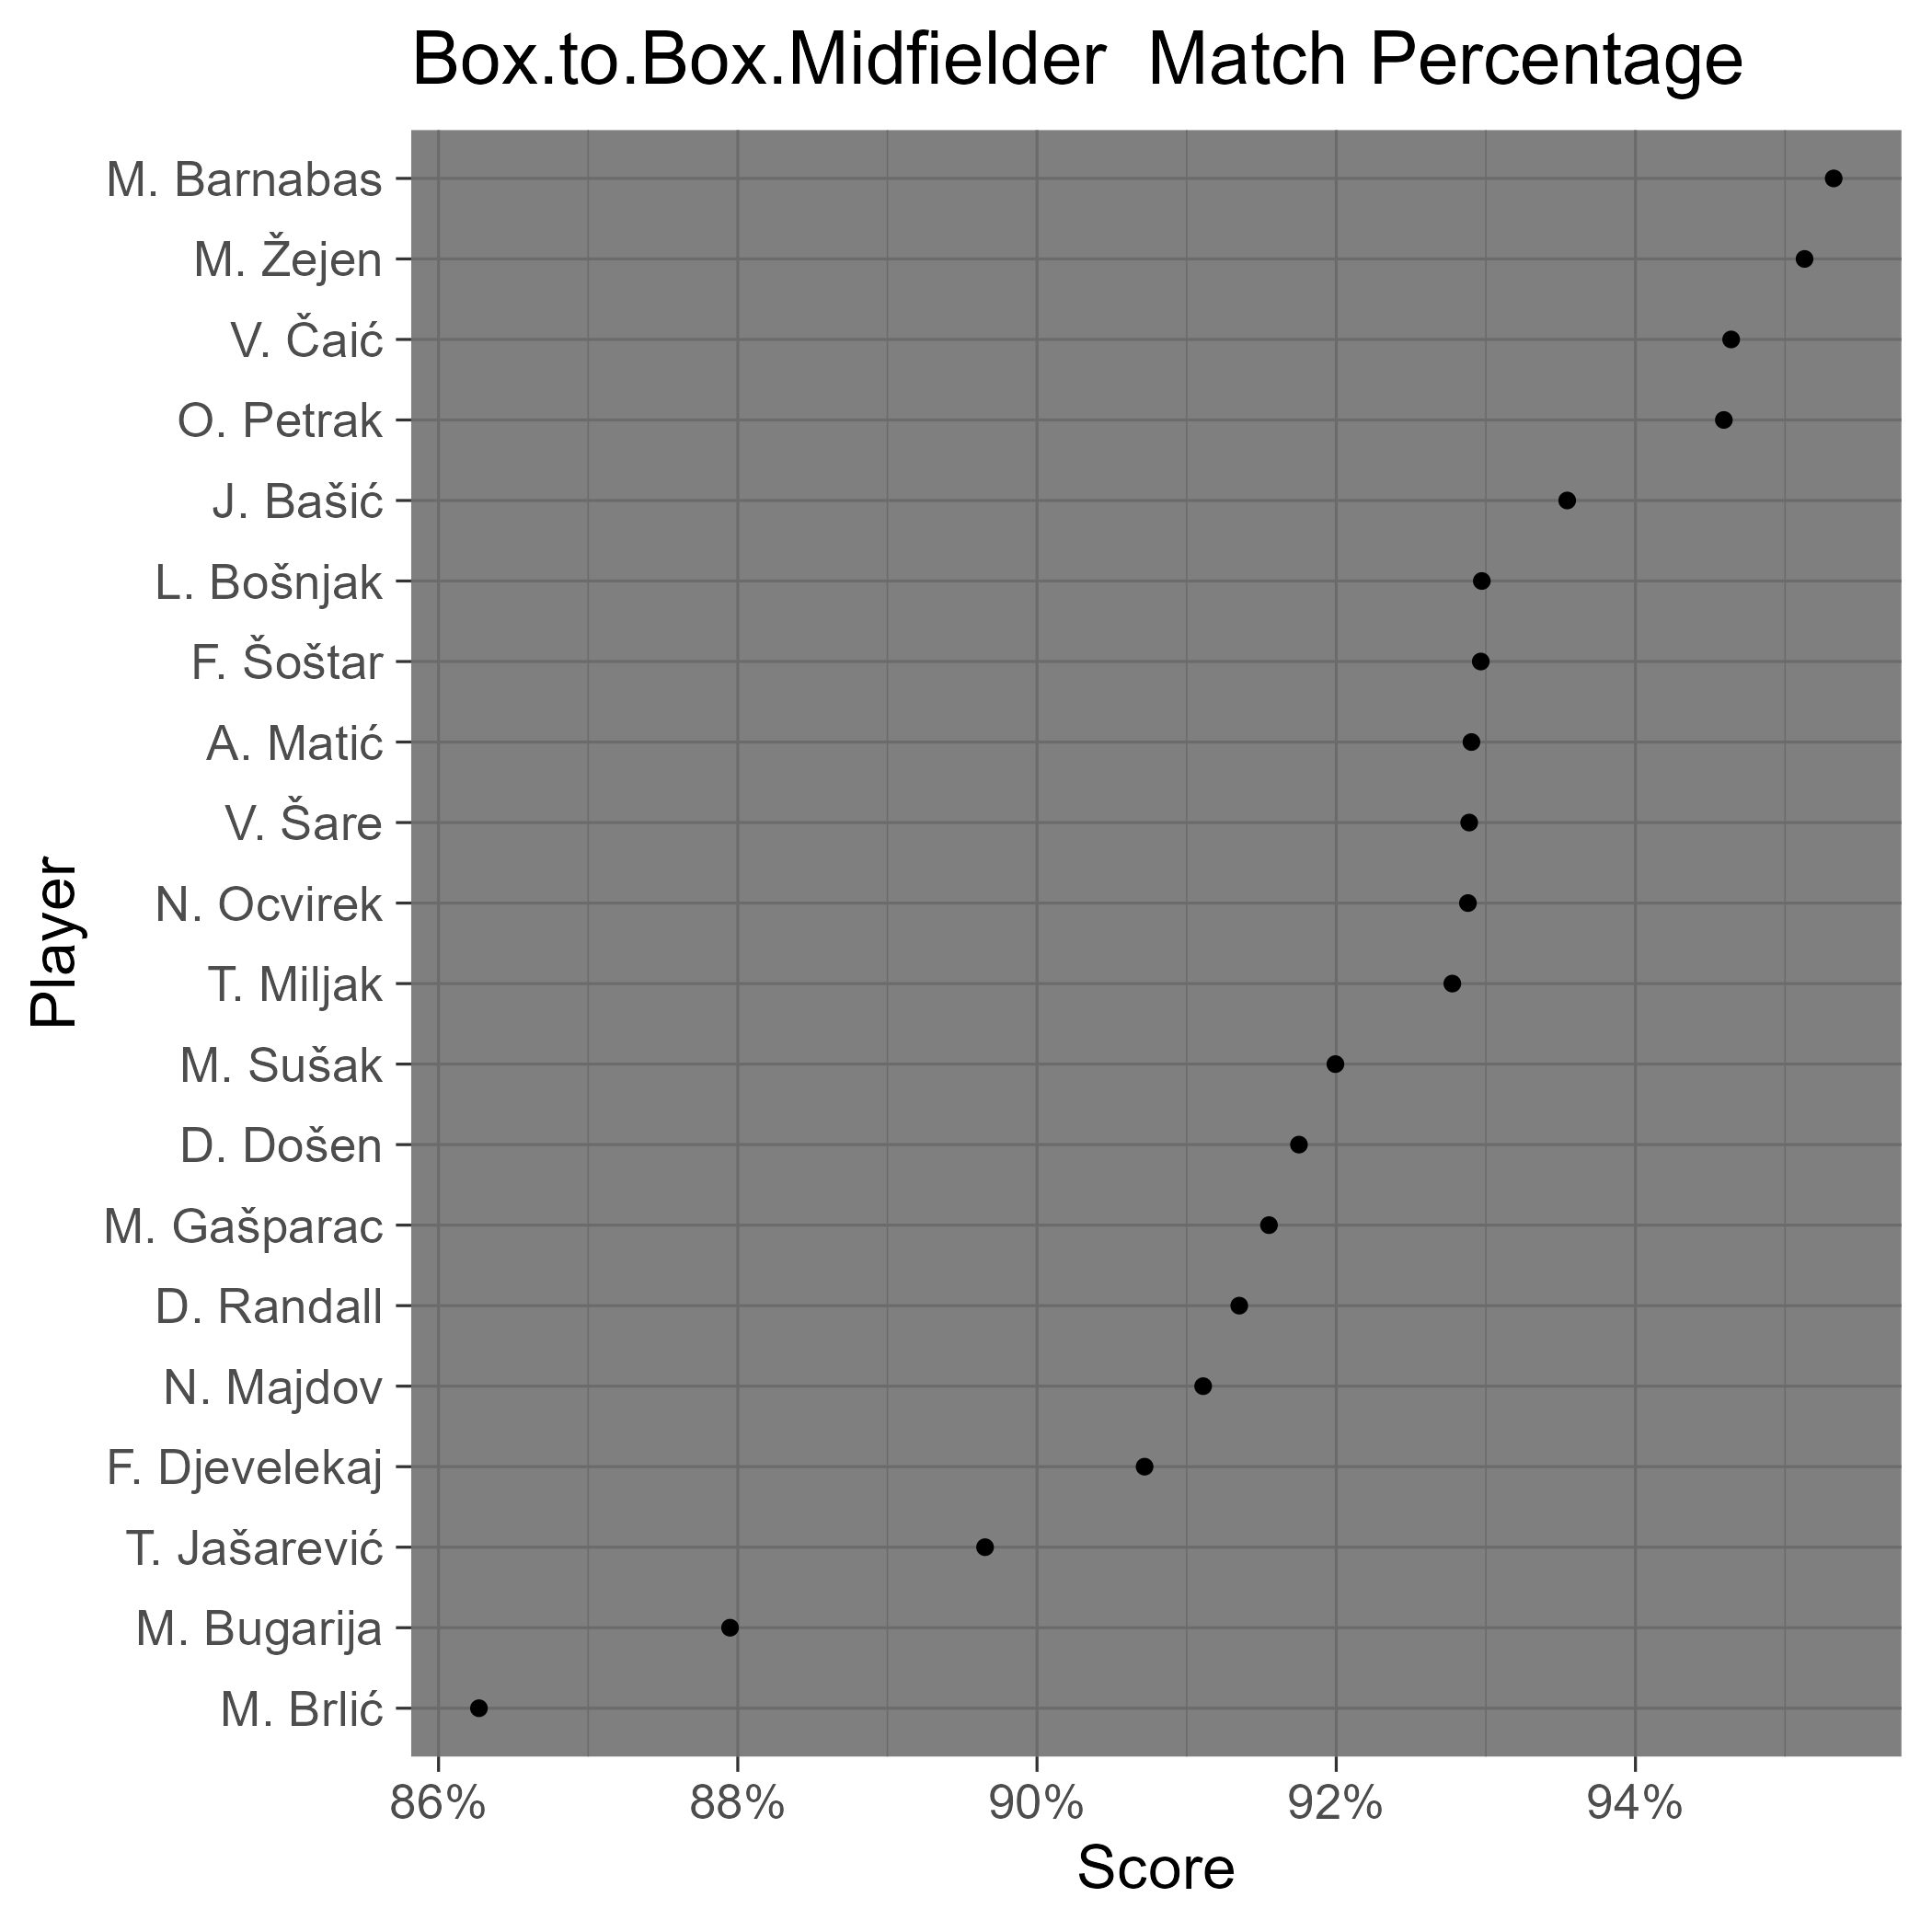 Box.to.Box.Midfielder  Match Percentage
M. Barnabas
M. Žejen
V. Čaić
O. Petrak
J. Bašić
L. Bošnjak
F. Šoštar
A. Matić
V. Šare
N. Ocvirek
T. Miljak
M. Sušak
D. Došen
M. Gašparac
D. Randall
N. Majdov
F. Djevelekaj
T. Jašarević
M. Bugarija
M. Brlić
Player
86% 88% 90% 92% 94%
Score